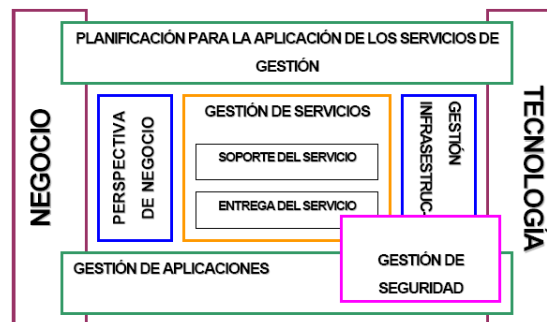 PLANIFICACIÓN PARA LA APLICACIÓN DE LOS SERVICIOS DE
GESTIÓN
NEGOCIO
PERSPECTIVA
DE NEGOCIO
GESTIÓN DE SERVICIOS
SOPORTE DEL SERVICIO
ENTREGA DEL SERVICIO
GESTIÓN
INFRASESTRUC-
TECNOLOGÍA
GESTIÓN DE APLICACIONES
GESTIÓN DE
SEGURIDAD